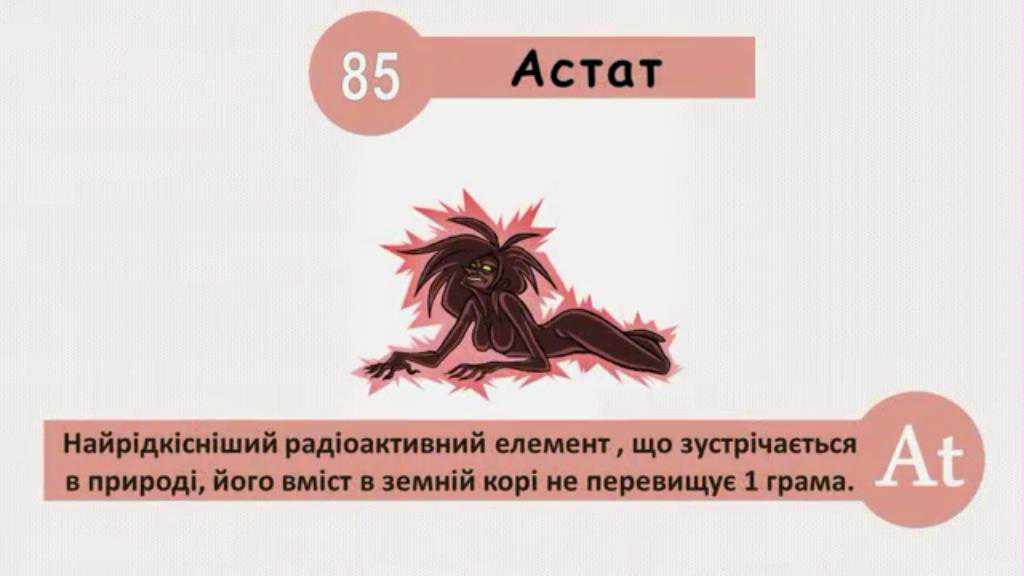 85
Астат
Найрідкісніший радіоактивний елемент , що зустрічається
в природі, його вміст в земній корі не перевищує 1 грама.
At